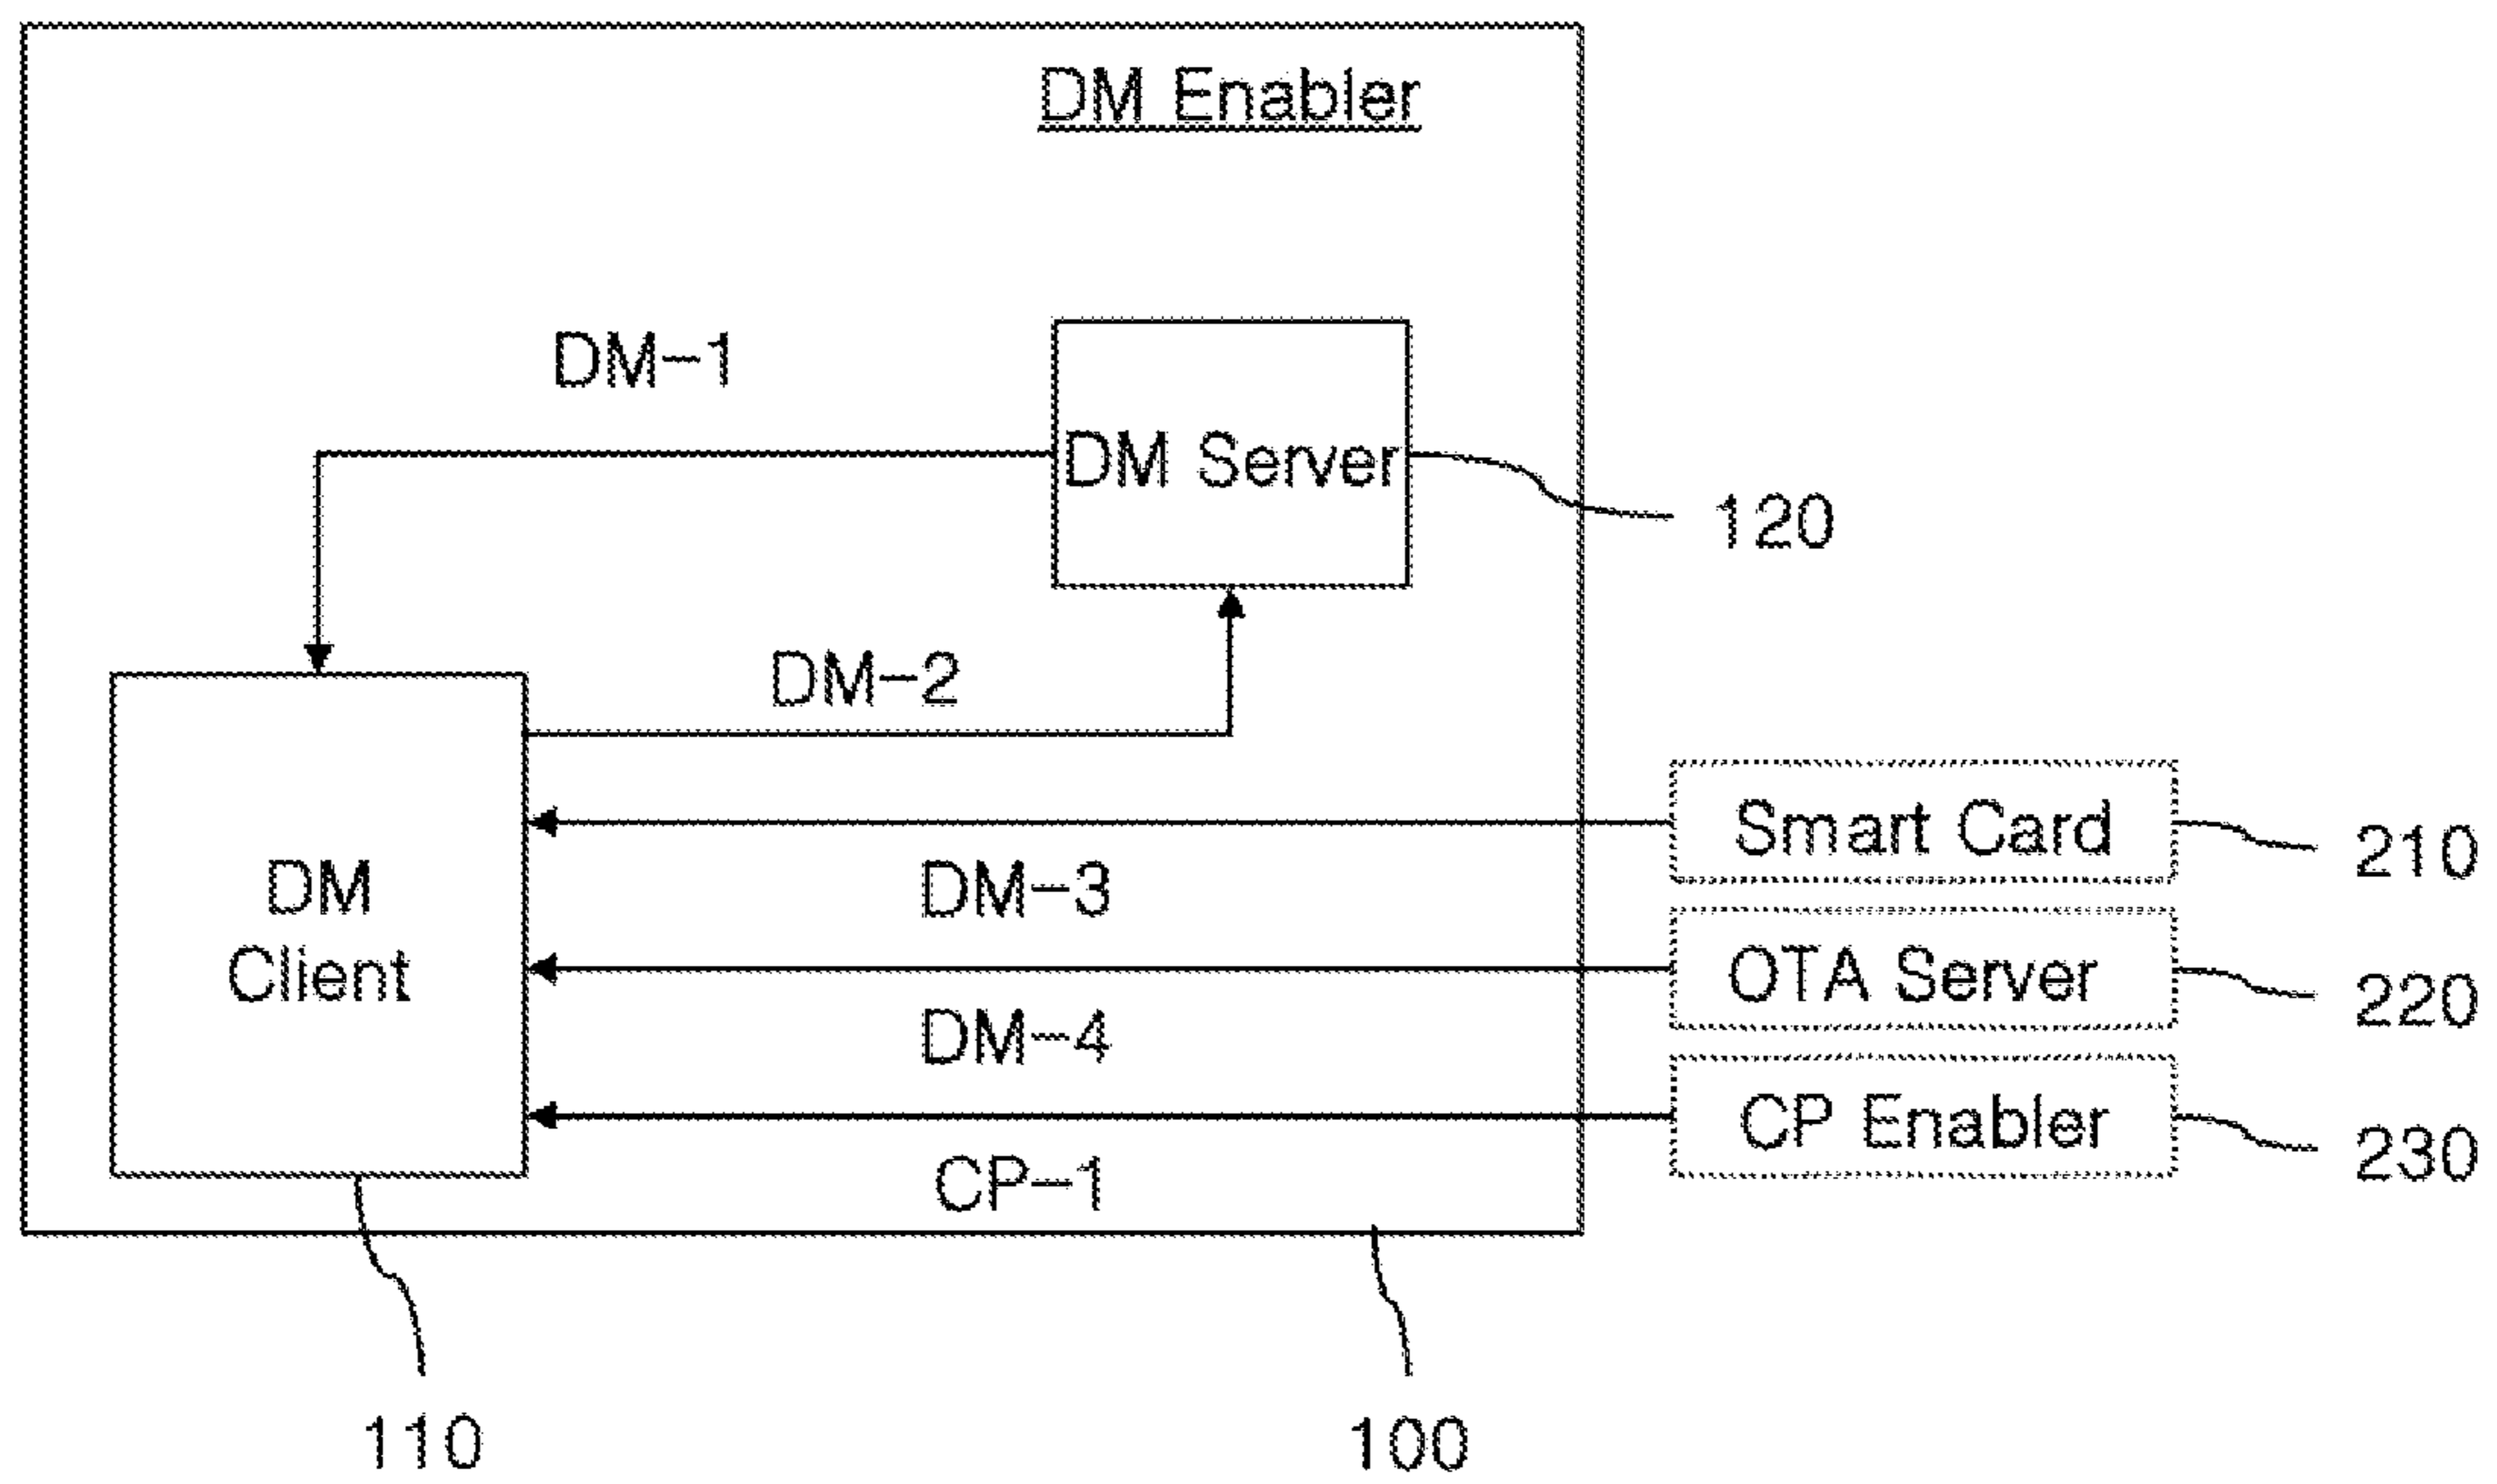 DM Enabler
DM-1
DM Server
120
DM-2
Smart Card
210
DM
Client
DM-3
OTA Server
220
DM-4
CP Enabler
230
CP-1
110
100